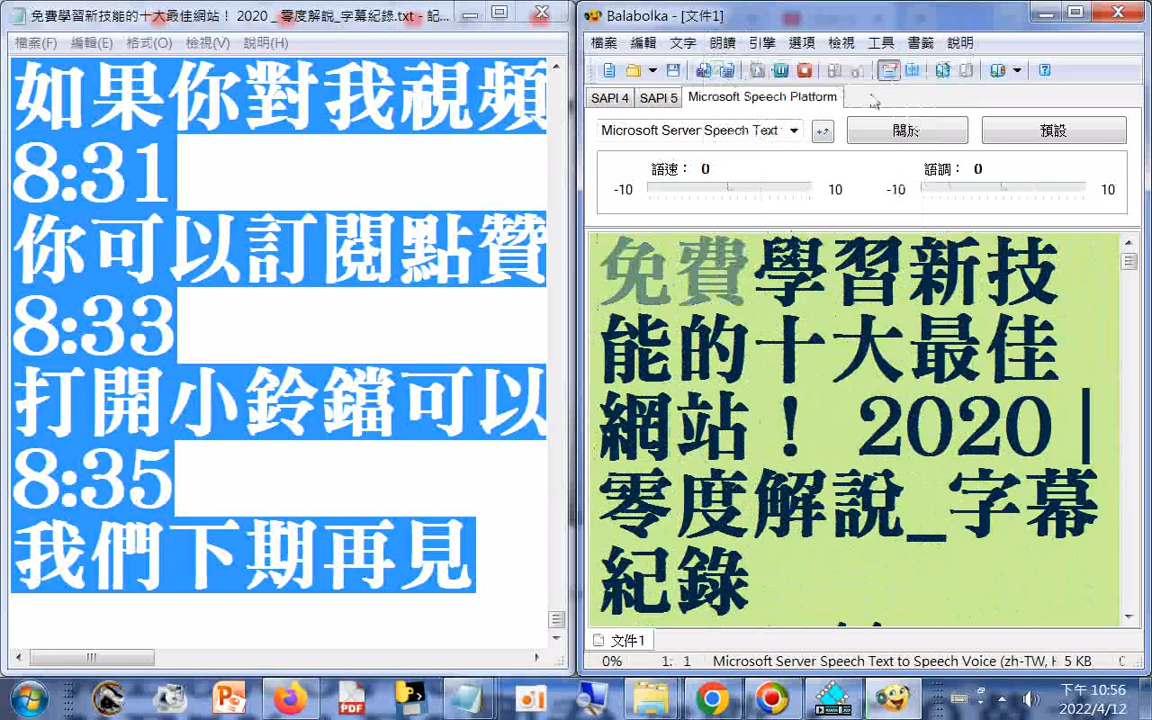 免費學習新技能的十大最佳網站！ 2020 _ 零度解說_字幕紀錄.txt - 記...
檔案(F) 編輯(E) 格式(O) 檢視(V) 說明(H)
如果你對我視頻
8:31
你可以訂閱點贊
8:33
打開小鈴鐺可以
8:35
我們下期再見
Balabolka - [文件1]
檔案 編輯 文字 朗讀 引擎 選項 檢視 工具 書籤 說明
SAPI 4 SAPI 5 Microsoft Speech Platform
Microsoft Server Speech Text 關於 預設
語速： 0 語調： 0
-10 10 -10 10
免費學習新技
能的十大最佳
網站！ 2020 |
零度解說_字幕
紀錄
文件1
0% 1: 1 Microsoft Server Speech Text to Speech Voice (zh-TW, H 5 KB
PDF
下午 10:56
2022/4/12